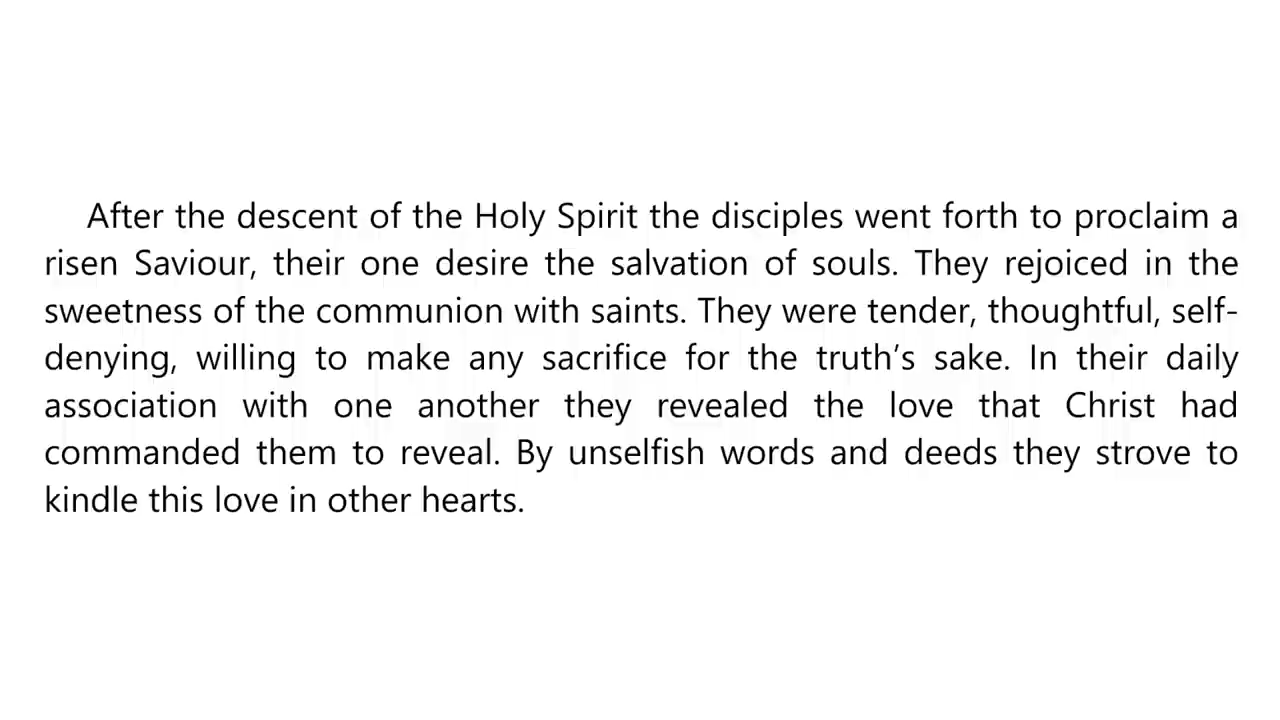 After the descent of the Holy Spirit the disciples went forth to proclaim a
risen Saviour, their one desire the salvation of souls. They rejoiced in the
sweetness of the communion with saints. They were tender, thoughtful, self-
denying, willing to make any sacrifice for the truth’s sake. In their daily
association with one another they revealed the love that Christ had
commanded them to reveal. By unselfish words and deeds they strove to
kindle this love in other hearts.